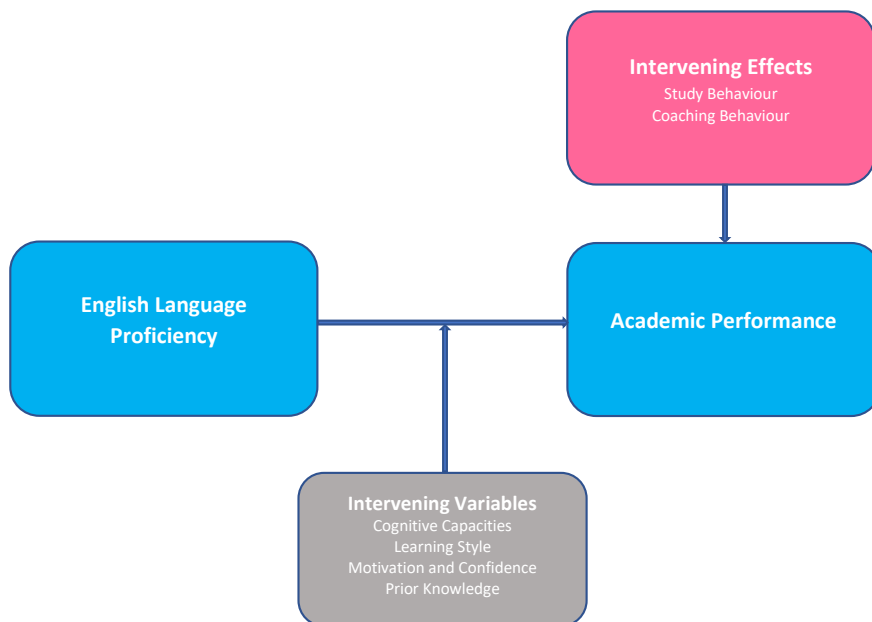 Intervening Effects
Study Behaviour
Coaching Behaviour
English Language
Proficiency
Academic Performance
Intervening Variables
Cognitive Capacities
Learning Style
Motivation and Confidence
Prior Knowledge